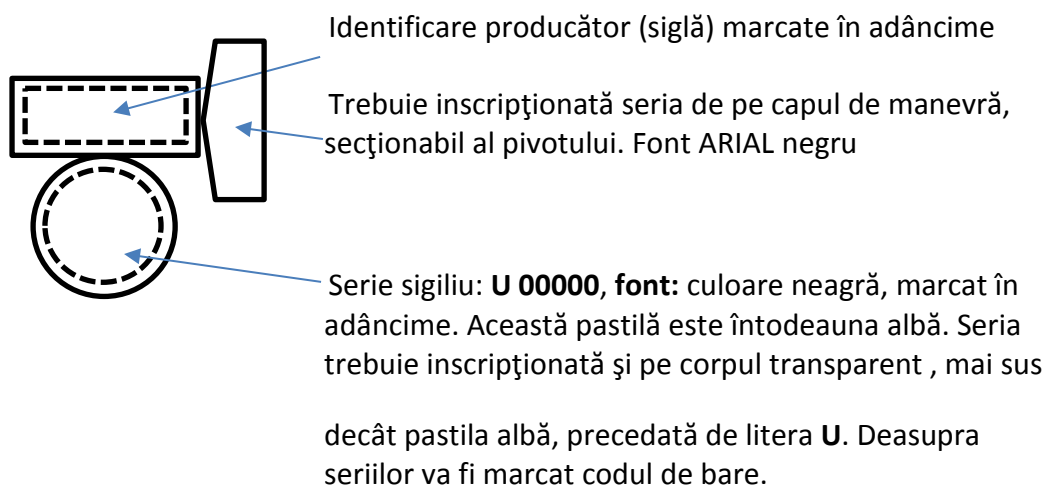 Identificare producător (siglă) marcate în adâncime
Trebuie inscripţionată seria de pe capul de manevră,
secţionabil al pivotului. Font ARIAL negru
Serie sigiliu: U 00000, font: culoare neagră, marcat în
adâncime. Această pastilă este întodeauna albă. Seria
trebuie inscripţionată şi pe corpul transparent , mai sus
decât pastila albă, precedată de litera U. Deasupra
seriilor va fi marcat codul de bare.